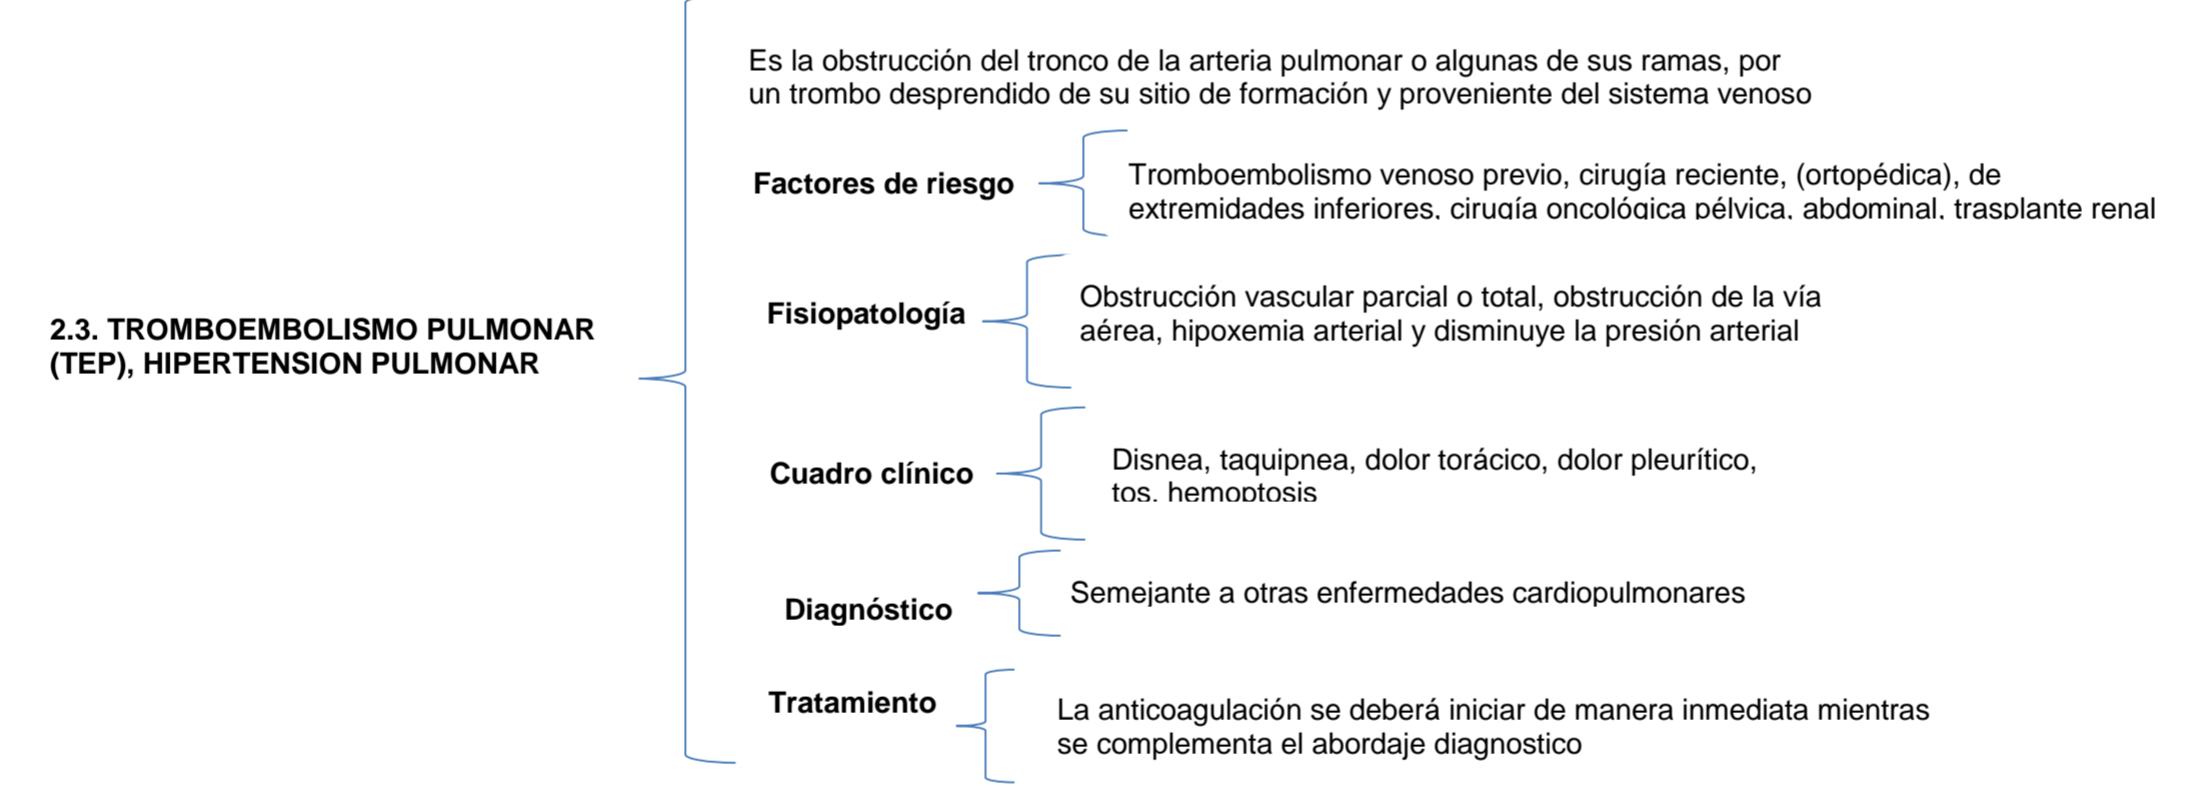 Es la obstrucción del tronco de la arteria pulmonar o algunas de sus ramas, por
un trombo desprendido de su sitio de formación y proveniente del sistema venoso
Factores de riesgo
Tromboembolismo venoso previo, cirugía reciente, (ortopédica), de
extremidades inferiores, cirugía oncológica pélvica, abdominal, trasplante renal
2.3. TROMBOEMBOLISMO PULMONAR
(TEP), HIPERTENSION PULMONAR
Fisiopatología
Obstrucción vascular parcial o total, obstrucción de la vía
aérea, hipoxemia arterial y disminuye la presión arterial
Cuadro clínico
Disnea, taquipnea, dolor torácico, dolor pleurítico,
tos, hemoptosis
Diagnóstico
Semejante a otras enfermedades cardiopulmonares
Tratamiento
La anticoagulación se deberá iniciar de manera inmediata mientras
se complementa el abordaje diagnostico